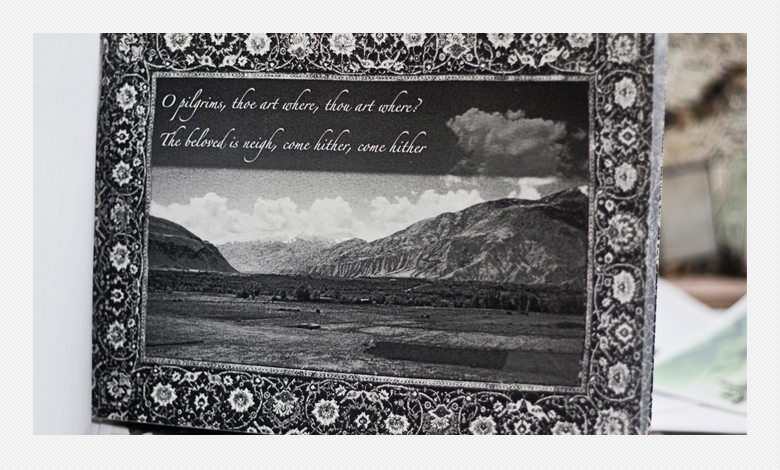 O pilgrims, thoe art where, thou art where?
The beloved is neigh, come hither, come hither